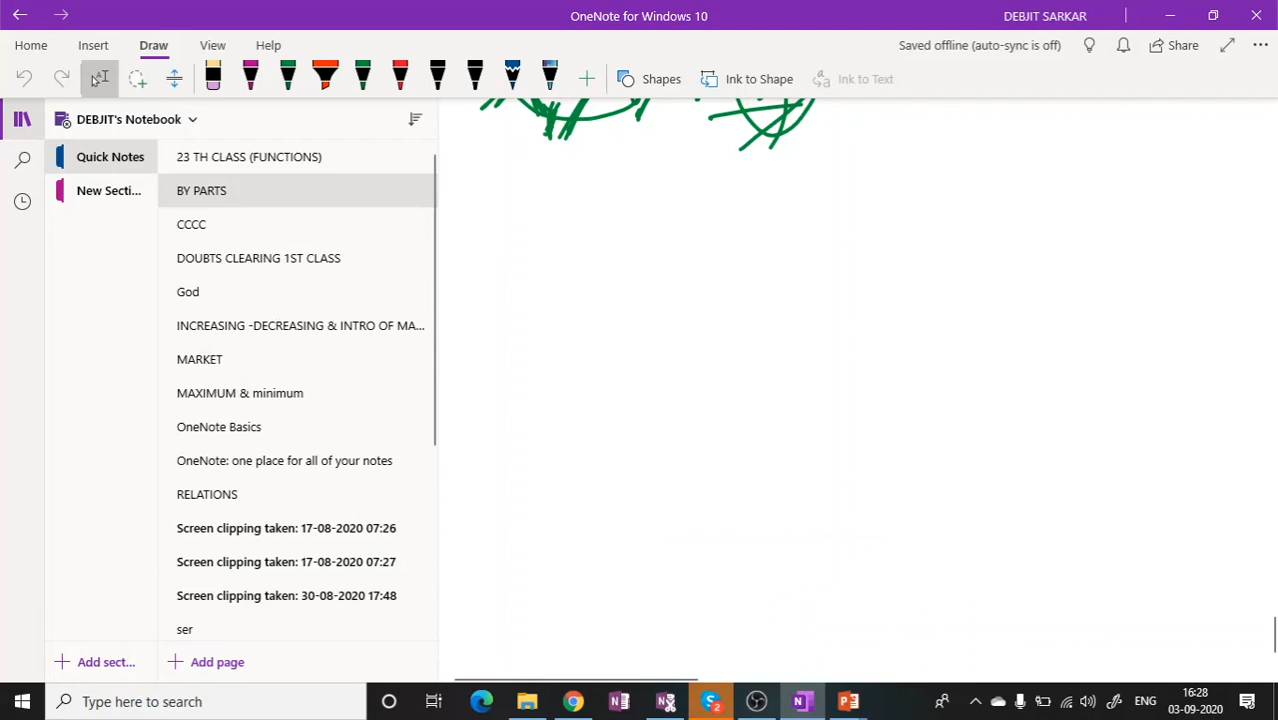 OneNote for Windows 10
DEBJIT SARKAR
Home
Insert
Draw
View
Help
Saved offline (auto-sync is off)
Share
Shapes
Ink to Shape
Ink to Text
DEBJIT's Notebook
Quick Notes
New Secti...
23 TH CLASS (FUNCTIONS)
BY PARTS
CCCC
DOUBTS CLEARING 1ST CLASS
God
INCREASING -DECREASING & INTRO OF MA...
MARKET
MAXIMUM & minimum
OneNote Basics
OneNote: one place for all of your notes
RELATIONS
Screen clipping taken: 17-08-2020 07:26
Screen clipping taken: 17-08-2020 07:27
Screen clipping taken: 30-08-2020 17:48
ser
Add sect...
Add page
Type here to search
2
ENG
16:28
03-09-2020